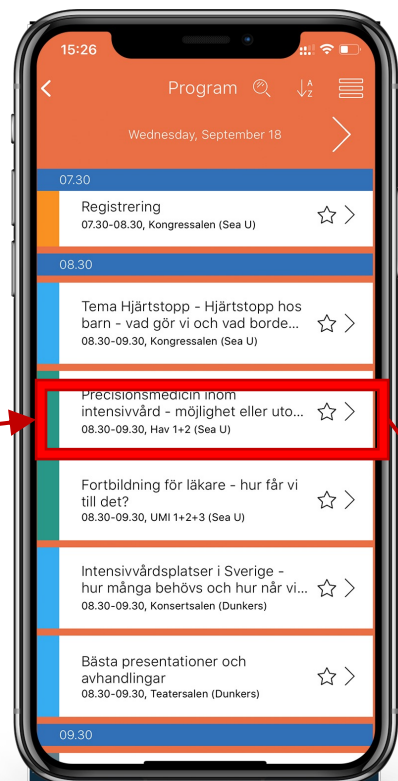 15:26
Program
A
Z
Wednesday, September 18
07.30
Registrering
07.30-08.30, Kongressalen (Sea U)
08.30
Tema Hjärtstopp - Hjärtstopp hos
barn - vad gör vi och vad borde...
08.30-09.30, Kongressalen (Sea U)
Precisionsmedicin inom
intensivvård - möjlighet eller uto...
08.30-09.30, Hav 1+2 (Sea U)
Fortbildning för läkare - hur får vi
till det?
08.30-09.30, UMI 1+2+3 (Sea U)
Intensivvårdsplatser i Sverige -
hur många behövs och hur når vi...
08.30-09.30, Konsertsalen (Dunkers)
Bästa presentationer och
avhandlingar
08.30-09.30, Teatersalen (Dunkers)
09.30